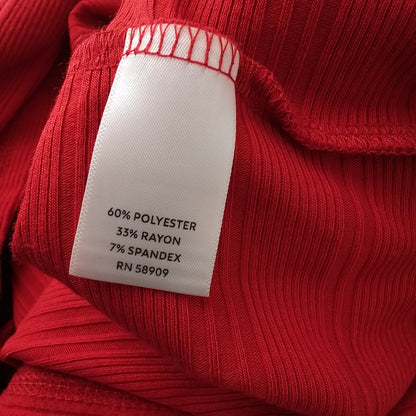 60% POLYESTER
33% RAYON
7% SPANDEX
RN 58909